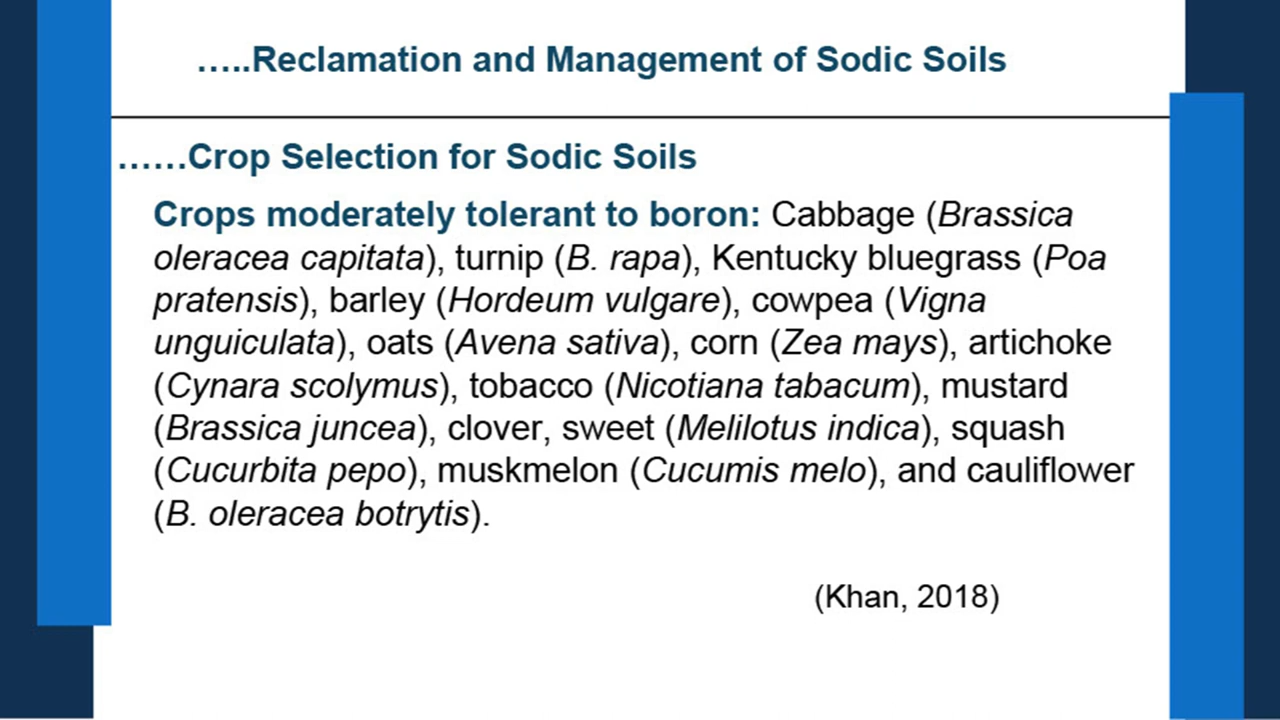 …..Reclamation and Management of Sodic Soils
……Crop Selection for Sodic Soils
Crops moderately tolerant to boron: Cabbage (Brassica
oleracea capitata), turnip (B. rapa), Kentucky bluegrass (Poa
pratensis), barley (Hordeum vulgare), cowpea (Vigna
unguiculata), oats (Avena sativa), corn (Zea mays), artichoke
(Cynara scolymus), tobacco (Nicotiana tabacum), mustard
(Brassica juncea), clover, sweet (Melilotus indica), squash
(Cucurbita pepo), muskmelon (Cucumis melo), and cauliflower
(B. oleracea botrytis).
(Khan, 2018)